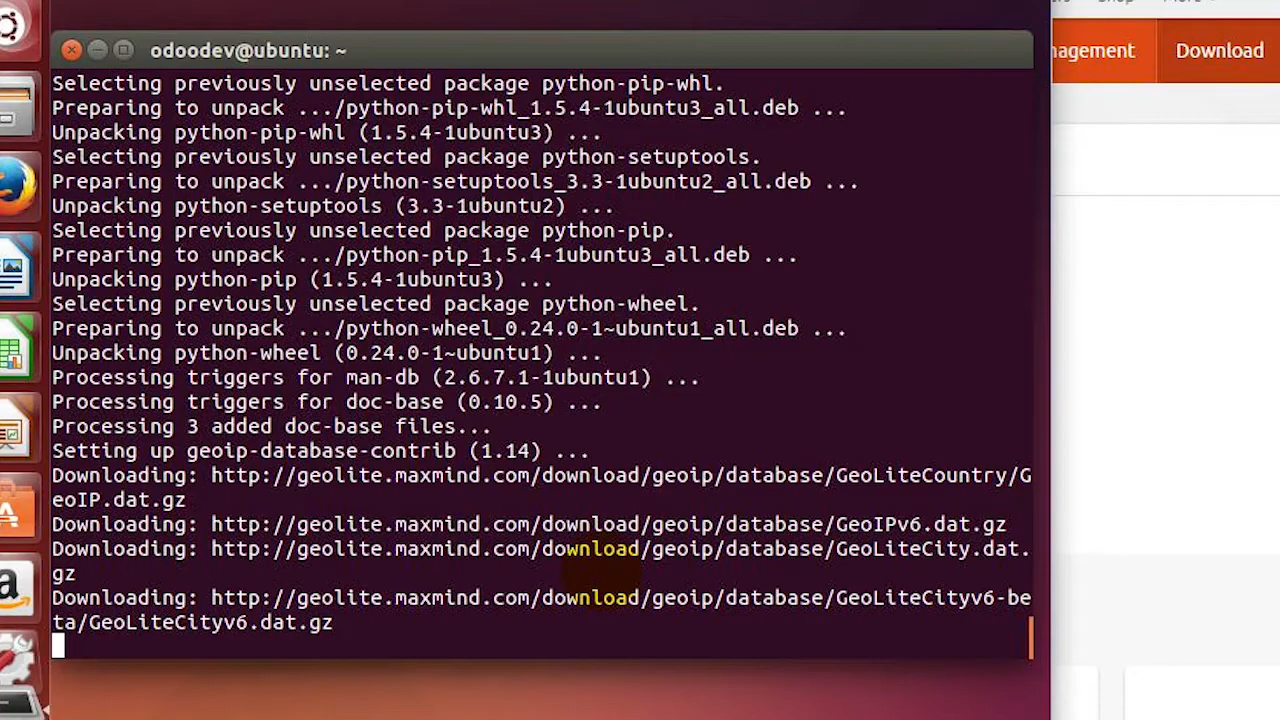 odoodev@ubuntu: ~
Selecting previously unselected package python-pip-whl.
Preparing to unpack .../python-pip-whl_1.5.4-1ubuntu3_all.deb ...
Unpacking python-pip-whl (1.5.4-1ubuntu3) ...
Selecting previously unselected package python-setuptools.
Preparing to unpack .../python-setuptools_3.3-1ubuntu2_all.deb ...
Unpacking python-setuptools (3.3-1ubuntu2) ...
Selecting previously unselected package python-pip.
Preparing to unpack .../python-pip_1.5.4-1ubuntu3_all.deb ...
Unpacking python-pip (1.5.4-1ubuntu3) ...
Selecting previously unselected package python-wheel.
Preparing to unpack .../python-wheel_0.24.0-1~ubuntu1_all.deb ...
Unpacking python-wheel (0.24.0-1~ubuntu1) ...
Processing triggers for man-db (2.6.7.1-1ubuntu1) ...
Processing triggers for doc-base (0.10.5) ...
Processing 3 added doc-base files...
Setting up geoip-database-contrib (1.14) ...
Downloading: http://geolite.maxmind.com/download/geoip/database/GeoLiteCountry/G
eoIP.dat.gz
Downloading: http://geolite.maxmind.com/download/geoip/database/GeoIPv6.dat.gz
Downloading: http://geolite.maxmind.com/download/geoip/database/GeoLiteCity.dat.
gz
Downloading: http://geolite.maxmind.com/download/geoip/database/GeoLiteCityv6-be
ta/GeoLiteCityv6.dat.gz
nagement
Download